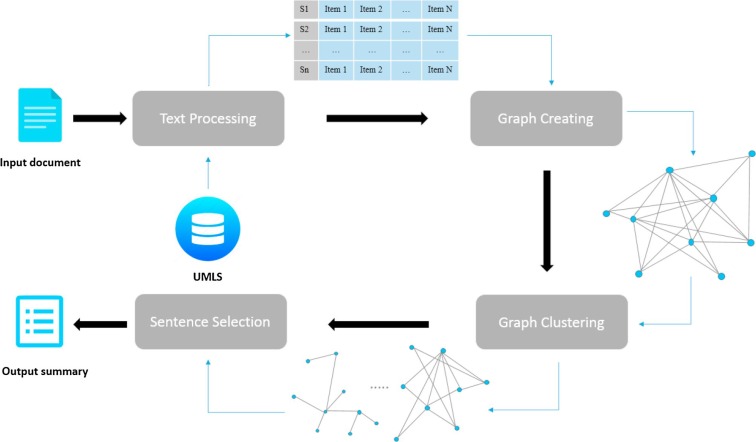 S1 Item 1 Item 2 … Item N
S2 Item 1 Item 2 … Item N
… … … … …
Sn Item 1 Item 2 … Item N
Text Processing
Graph Creating
Input document
UMLS
Sentence Selection
Graph Clustering
Output summary
.....